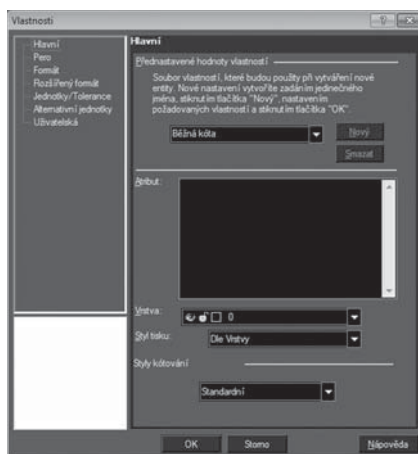 Vlastnosti
Hlavní
Pero
Formát
Rozšířený formát
Jednotky/Tolerance
Alternativní jednotky
Uživatelská
Hlavní
Přednastavené hodnoty vlastností
Soubor vlastností, které budou použity při vytváření nové
entity. Nové nastavení vytvoříte zadáním jedinečného
jména, stiknutím tlačítka "Nový", nastavením
požadovaných vlastností a stiknutím tlačítka "OK".
Běžná kóta
Nový
Smazat
Atribut:
Vrstva:
0
Styl tisku:
Dle Vrstvy
Styly kótování
Standardní
OK
Storno
Nápověda